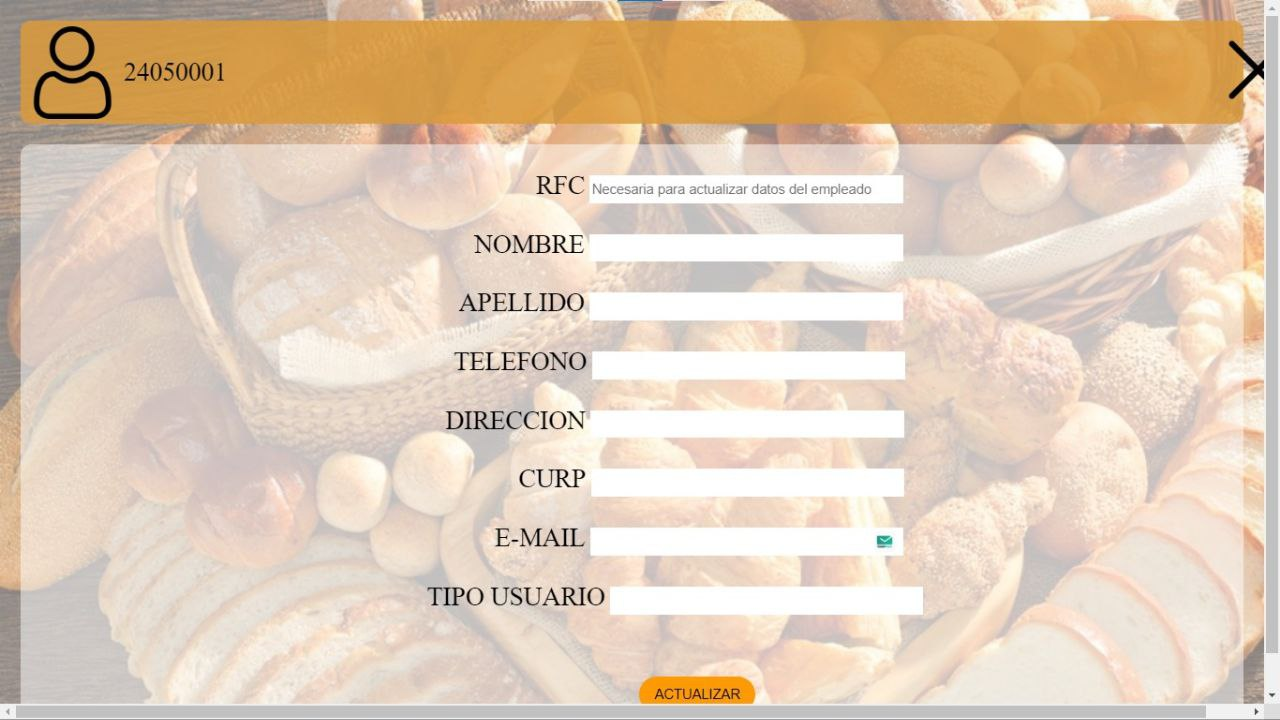 24050001
RFC Necesaria para actualizar datos del empleado
NOMBRE
APELLIDO
TELEFONO
DIRECCION
CURP
E-MAIL
TIPO USUARIO
ACTUALIZAR